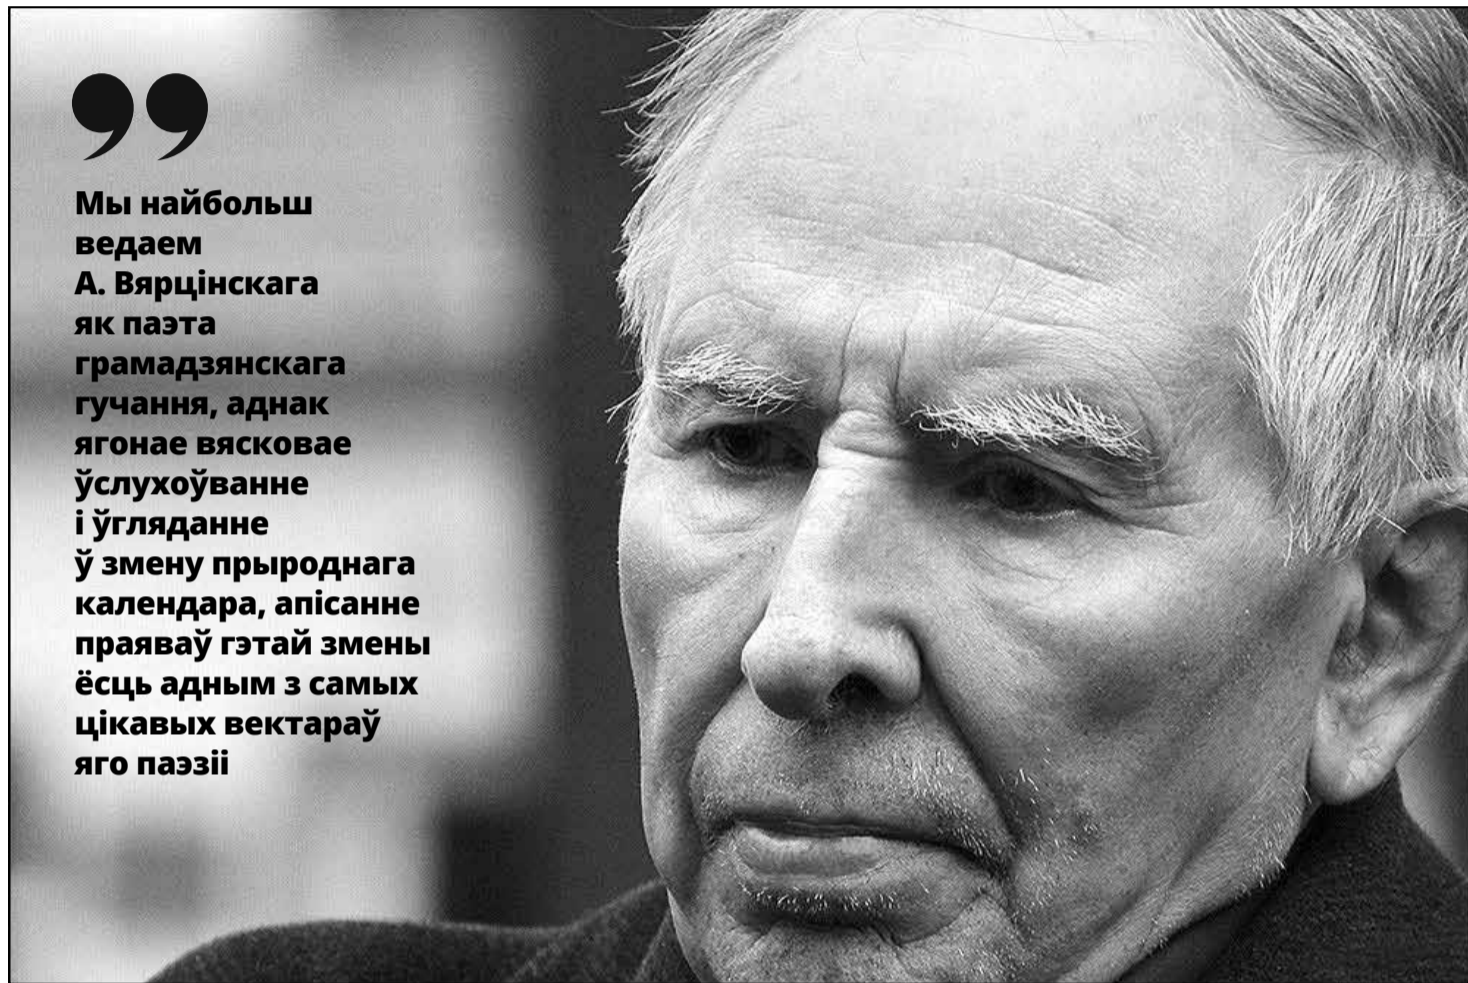 Мы найбольш
ведаем
А. Вярцінскага
як паэта
грамадзянскага
гучання, аднак
ягонае вясковае
ўслухоўванне
і ўгляданне
ў змену прыроднага
календара, апісанне
праяваў гэтай змены
ёсць адным з самых
цікавых вектараў
яго паэзіі